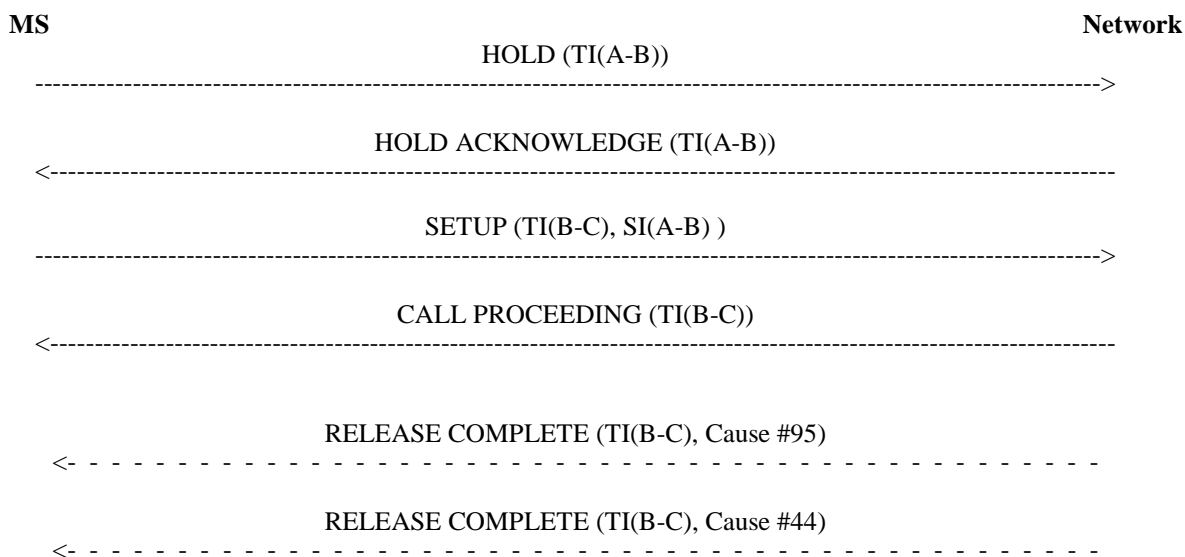 MS Network
HOLD (TI(A-B))
HOLD ACKNOWLEDGE (TI(A-B))
SETUP (TI(B-C), SI(A-B) )
CALL PROCEEDING (TI(B-C))
RELEASE COMPLETE (TI(B-C), Cause #95)
RELEASE COMPLETE (TI(B-C), Cause #44)